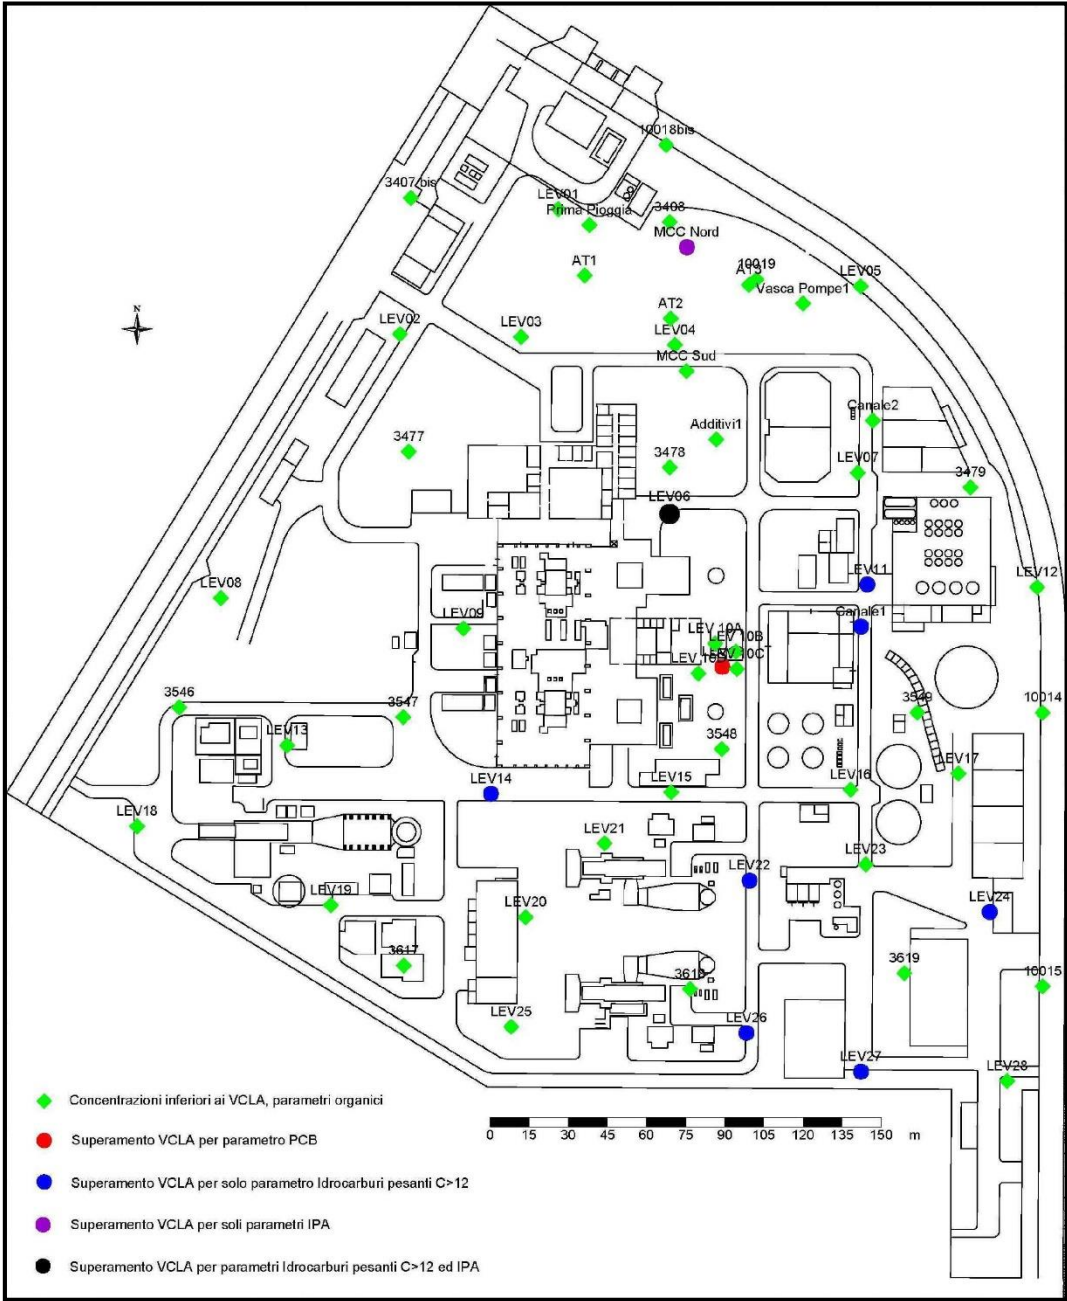 10018bis
3407 bis
LEV01
Prima Pioggia
3408
MCC Nord
N
AT1
10019
AT3
LEV05
Vasca Pompe1
AT2
LEV02
LEV03
LEV04
MCC Sud
Canale2
Additivi1
3477
3478
LEV07
3479
LEV06
LEV08
LEV11
LEV12
LEV09
Canale1
LEV 10A
LEV 10B
LEV 10C
3546
3547
3549
10014
LEV13
3548
LEV14
LEV15
LEV16
LEV17
LEV18
LEV21
LEV22
LEV23
LEV19
LEV20
LEV24
3617
3618
3619
10015
LEV25
LEV26
LEV27
LEV28
Concentrazioni inferiori ai VCLA, parametri organici
0 15 30 45 60 75 90 105 120 135 150 m
Superamento VCLA per parametro PCB
Superamento VCLA per solo parametro Idrocarburi pesanti C>12
Superamento VCLA per soli parametri IPA
Superamento VCLA per parametri Idrocarburi pesanti C>12 ed IPA